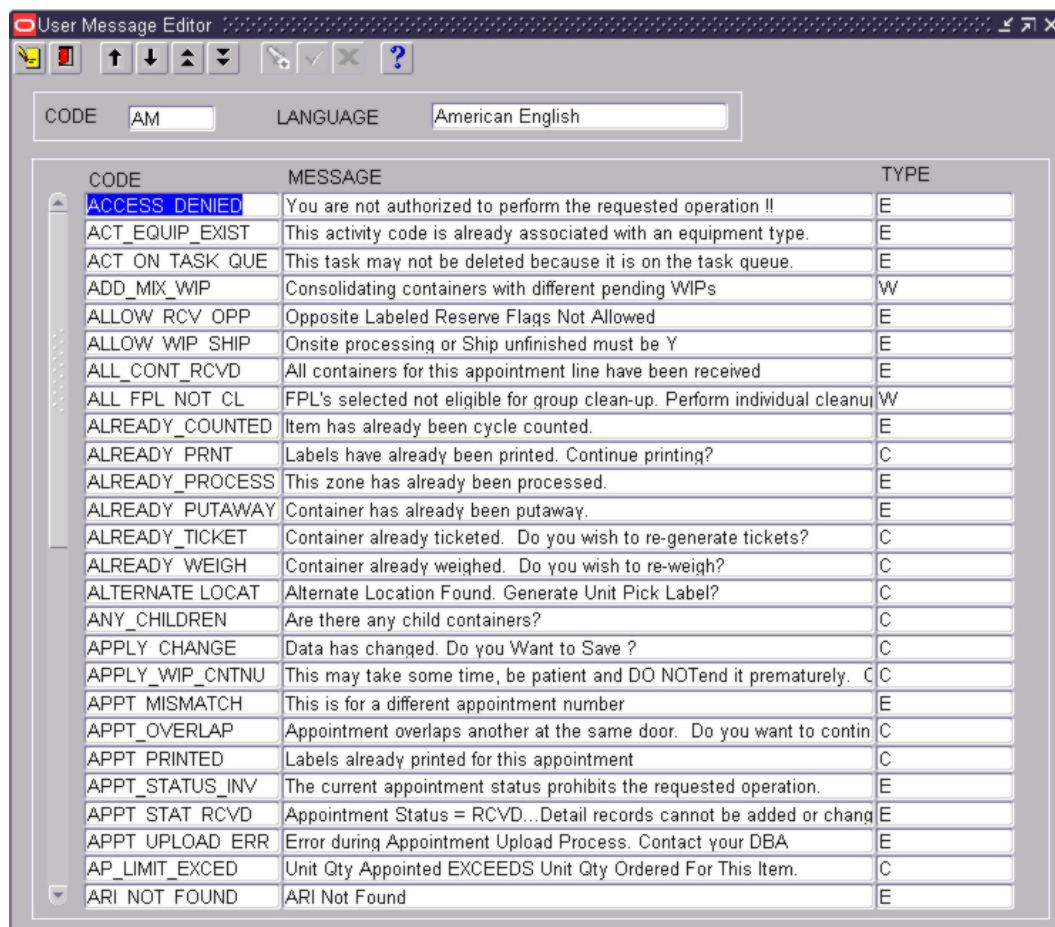 User Message Editor
?
CODE AM LANGUAGE American English
CODE MESSAGE TYPE
ACCESS_DENIED You are not authorized to perform the requested operation !! E
ACT_EQUIP_EXIST This activity code is already associated with an equipment type. E
ACT_ON_TASK_QUE This task may not be deleted because it is on the task queue. E
ADD_MIX_WIP Consolidating containers with different pending WIPs W
ALLOW_RCV_OPP Opposite Labeled Reserve Flags Not Allowed E
ALLOW_WIP_SHIP Onsite processing or Ship unfinished must be Y E
ALL_CONT_RCVD All containers for this appointment line have been received E
ALL_FPL_NOT_CL FPL's selected not eligible for group clean-up. Perform individual cleanup W
ALREADY_COUNTED Item has already been cycle counted. E
ALREADY_PRNT Labels have already been printed. Continue printing? C
ALREADY_PROCESS This zone has already been processed. E
ALREADY_PUTAWAY Container has already been putaway. E
ALREADY_TICKET Container already ticketed. Do you wish to re-generate tickets? C
ALREADY_WEIGH Container already weighed. Do you wish to re-weigh? C
ALTERNATE LOCAT Alternate Location Found. Generate Unit Pick Label? C
ANY_CHILDREN Are there any child containers? C
APPLY_CHANGE Data has changed. Do you Want to Save ? C
APPLY_WIP_CNTNU This may take some time, be patient and DO NOTend it prematurely. C
APPT_MISMATCH This is for a different appointment number E
APPT_OVERLAP Appointment overlaps another at the same door. Do you want to contin C
APPT_PRINTED Labels already printed for this appointment C
APPT_STATUS_INV The current appointment status prohibits the requested operation. E
APPT_STAT_RCVD Appointment Status = RCVD...Detail records cannot be added or chang E
APPT_UPLOAD_ERR Error during Appointment Upload Process. Contact your DBA E
AP_LIMIT_EXCED Unit Qty Appointed EXCEEDS Unit Qty Ordered For This Item. C
ARI_NOT_FOUND ARI Not Found E